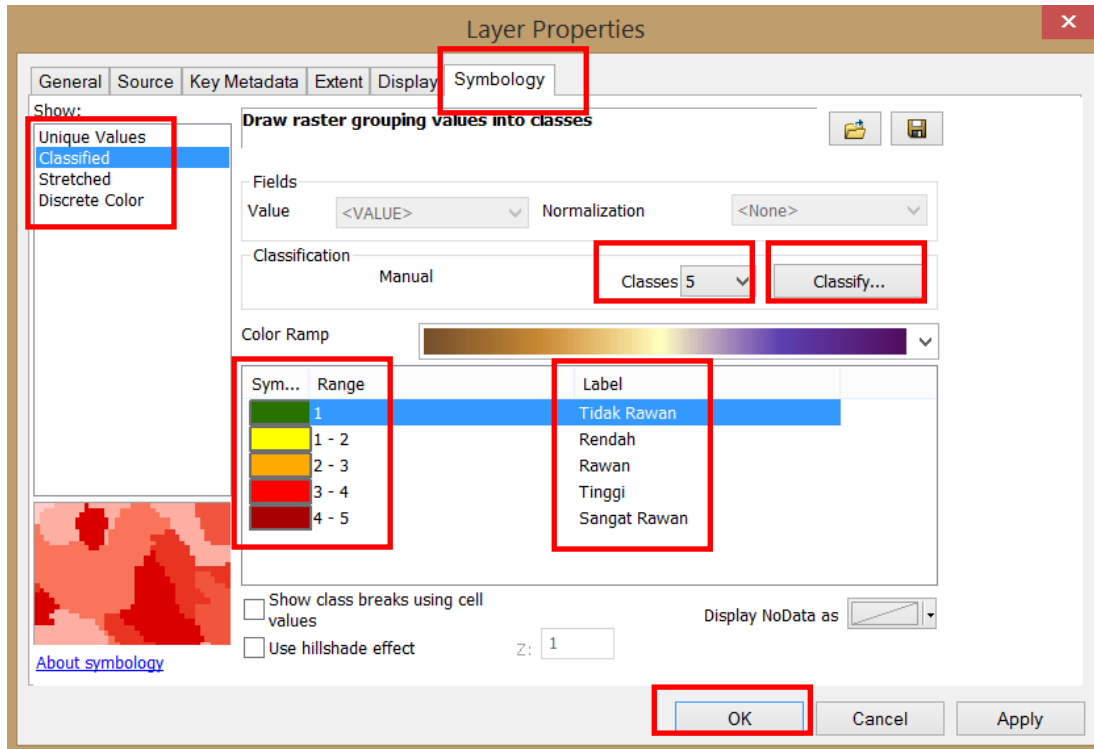 Layer Properties
General Source Key Metadata Extent Display Symbology
Show:
Unique Values
Classified
Stretched
Discrete Color
Draw raster grouping values into classes
Fields
Value <VALUE> Normalization <None>
Classification
Manual Classes 5 Classify...
Color Ramp
Sym... Range Label
1 Tidak Rawan
1 - 2 Rendah
2 - 3 Rawan
3 - 4 Tinggi
4 - 5 Sangat Rawan
Show class breaks using cell
values
Display NoData as
Use hillshade effect Z: 1
About symbology
OK Cancel Apply